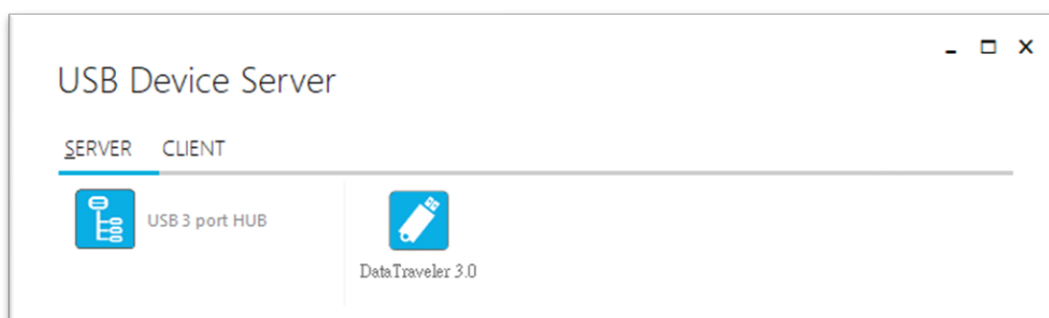 USB Device Server
SERVER CLIENT
USB 3 port HUB
DataTraveler 3.0